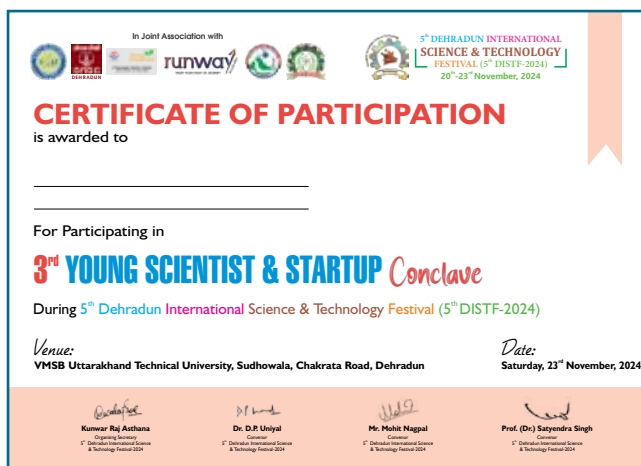 In Joint Association with
DEHRADUN
runway
5th DEHRADUN INTERNATIONAL
SCIENCE & TECHNOLOGY
FESTIVAL (5th DISTF-2024)
20th-23rd November, 2024
CERTIFICATE OF PARTICIPATION
is awarded to
For Participating in
3rd YOUNG SCIENTIST & STARTUP Conclave
During 5th Dehradun International Science & Technology Festival (5th DISTF-2024)
Venue:
VMSB Uttarakhand Technical University, Sudhowala, Chakrata Road, Dehradun
Date:
Saturday, 23rd November, 2024
Kunwar Raj Asthana
Organising Secretary
5th Dehradun International Science
& Technology Festival-2024
Dr. D.P. Uniyal
Convenor
5th Dehradun International Science
& Technology Festival-2024
Mr. Mohit Nagpal
Convenor
5th Dehradun International Science
& Technology Festival-2024
Prof. (Dr.) Satyendra Singh
Convenor
5th Dehradun International Science
& Technology Festival-2024